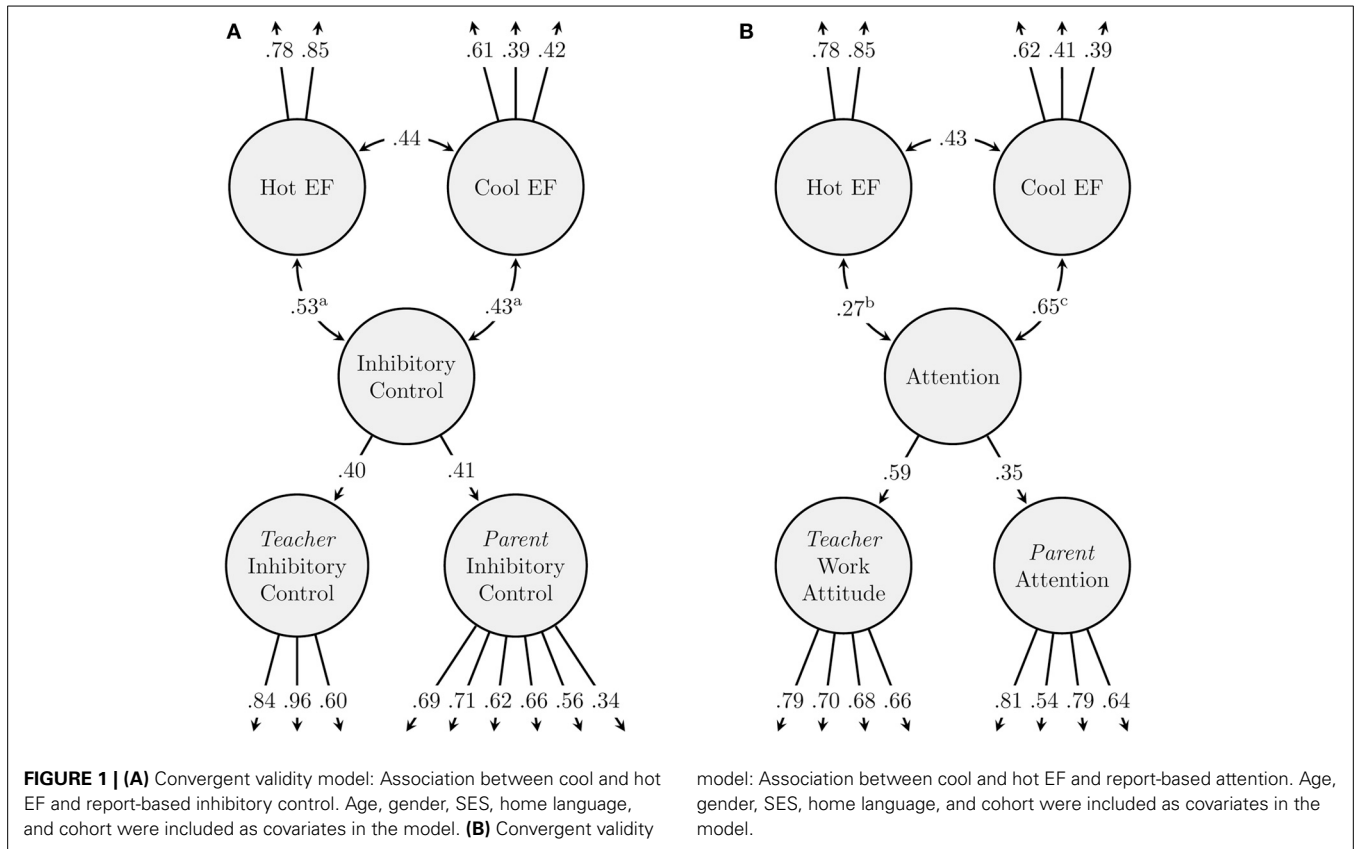 A
.78 .85
.61 .39 .42
.44
Hot EF
Cool EF
.53a
.43a
Inhibitory
Control
.40
.41
Teacher
Inhibitory
Control
Parent
Inhibitory
Control
.84 .96 .60
.69 .71 .62 .66 .56 .34
B
.78 .85
.62 .41 .39
.43
Hot EF
Cool EF
.27b
.65c
Attention
.59
.35
Teacher
Work
Attitude
Parent
Attention
.79 .70 .68 .66
.81 .54 .79 .64
FIGURE 1 | (A) Convergent validity model: Association between cool and hot
EF and report-based inhibitory control. Age, gender, SES, home language,
and cohort were included as covariates in the model. (B) Convergent validity
model: Association between cool and hot EF and report-based attention. Age,
gender, SES, home language, and cohort were included as covariates in the
model.